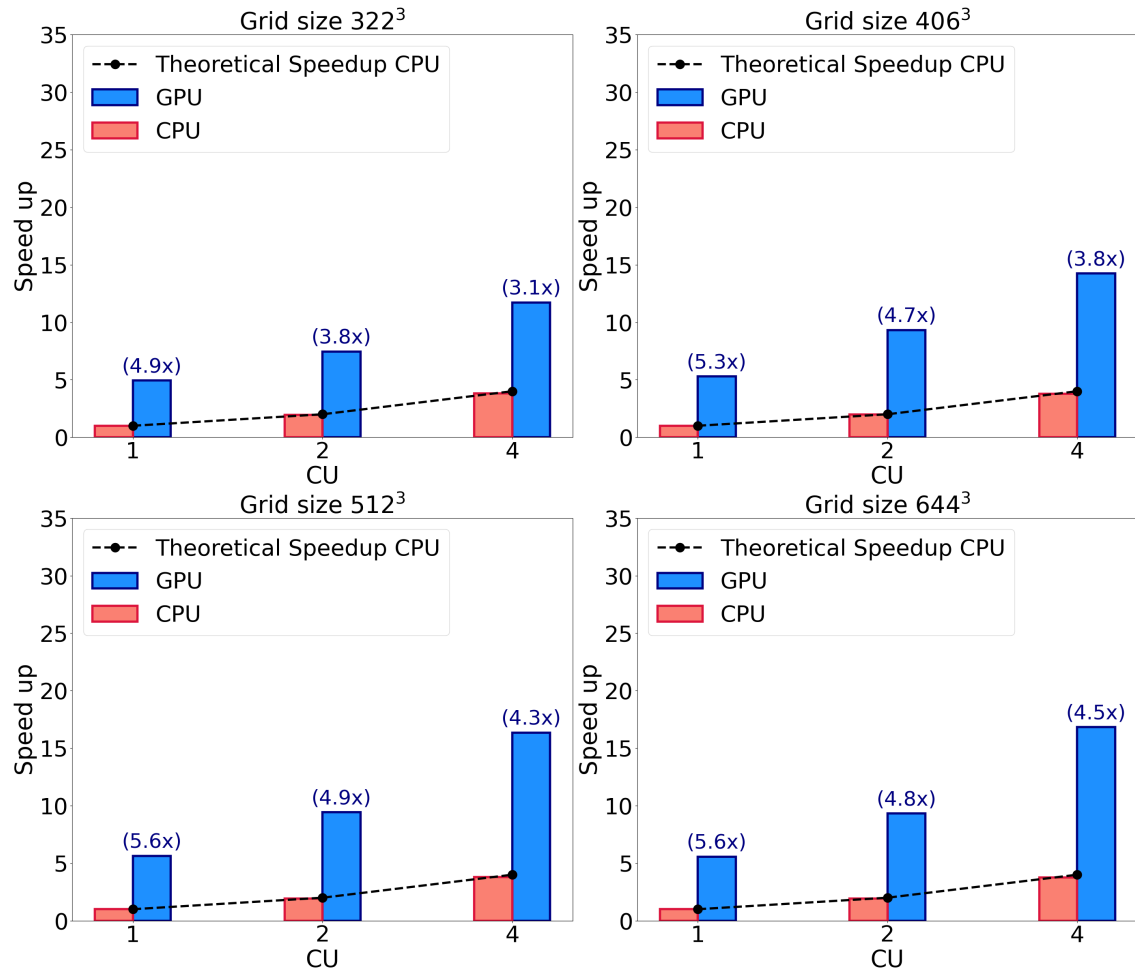 Grid size 322³
35
30
25
20
15
10
5
0
Speed up
Theoretical Speedup CPU
GPU
CPU
(4.9x)
(3.8x)
(3.1x)
1
2
4
CU
Grid size 406³
35
30
25
20
15
10
5
0
Speed up
Theoretical Speedup CPU
GPU
CPU
(5.3x)
(4.7x)
(3.8x)
1
2
4
CU
Grid size 512³
35
30
25
20
15
10
5
0
Speed up
Theoretical Speedup CPU
GPU
CPU
(5.6x)
(4.9x)
(4.3x)
1
2
4
CU
Grid size 644³
35
30
25
20
15
10
5
0
Speed up
Theoretical Speedup CPU
GPU
CPU
(5.6x)
(4.8x)
(4.5x)
1
2
4
CU